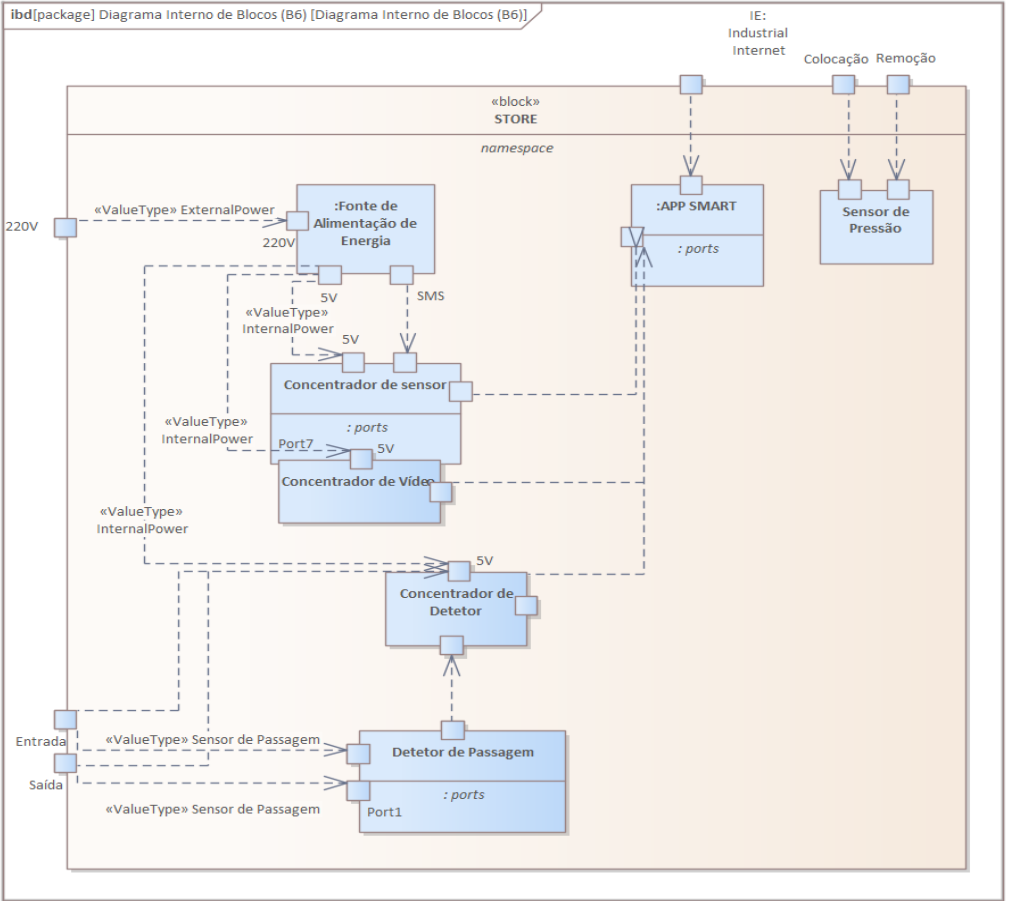 ibd[package] Diagrama Interno de Blocos (B6) [Diagrama Interno de Blocos (B6)]
IE:
Industrial
Internet
Colocação
Remoção
«block»
STORE
namespace
«ValueType» ExternalPower
220V
220V
:Fonte de
Alimentação de
Energia
:APP SMART
: ports
Sensor de
Pressão
5V
SMS
«ValueType»
InternalPower
5V
Concentrador de sensor
: ports
«ValueType»
InternalPower
Port7
5V
Concentrador de Vídeo
«ValueType»
InternalPower
5V
Concentrador de
Detetor
Entrada
«ValueType» Sensor de Passagem
Detetor de Passagem
Saída
: ports
«ValueType» Sensor de Passagem
Port1